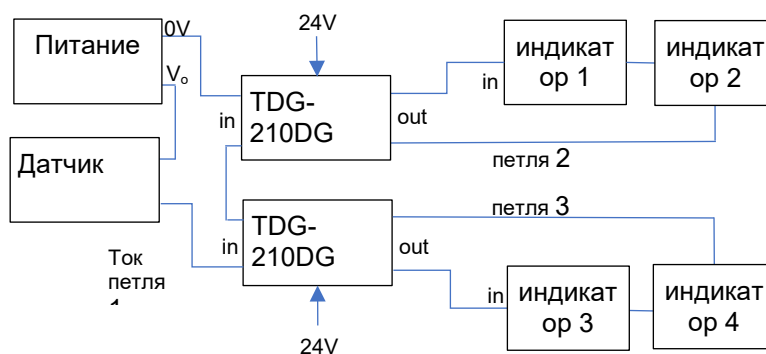 Питание
0V
Vo
24V
индикат
ор 1
индикат
ор 2
TDG-
210DG
in
out
in
петля 2
Датчик
петля 3
TDG-
210DG
in
out
Ток
петля
in
индикат
ор 3
индикат
ор 4
24V